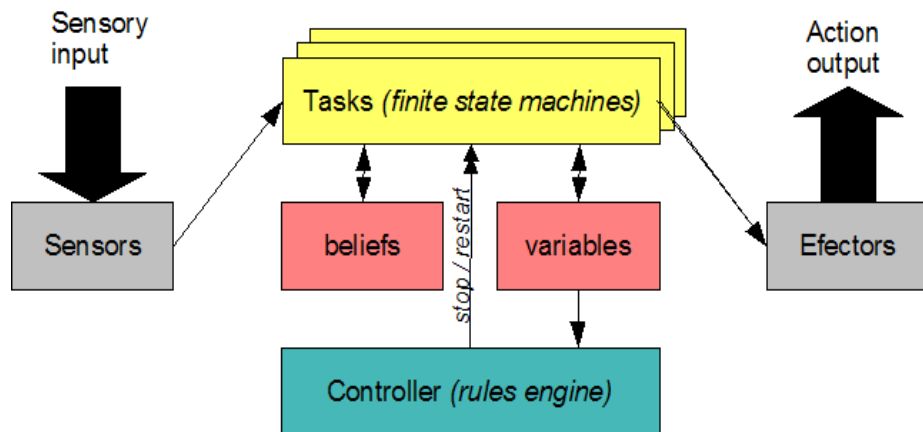 Sensory
input
Action
output
Tasks (finite state machines)
Sensors
beliefs
stop / restart
variables
Efectors
Controller (rules engine)